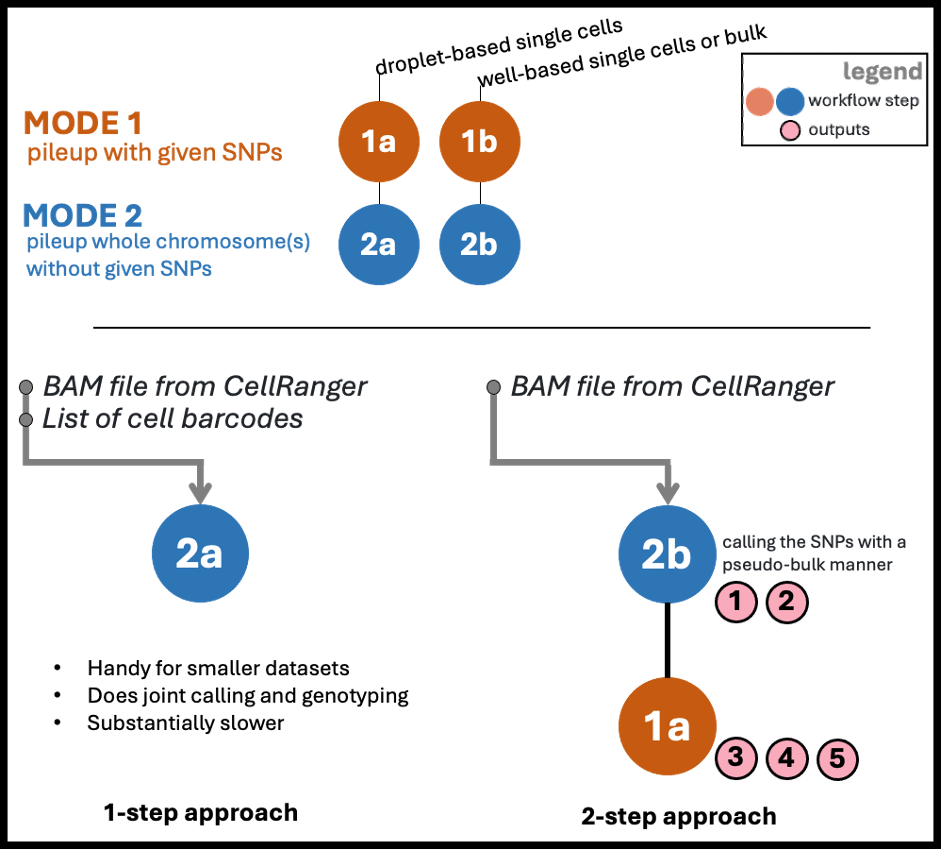 droplet-based single cells
well-based single cells or bulk
legend
workflow step
outputs
MODE 1
pileup with given SNPs
1a
1b
MODE 2
pileup whole chromosome(s)
without given SNPs
2a
2b
BAM file from CellRanger
List of cell barcodes
2a
• Handy for smaller datasets
• Does joint calling and genotyping
• Substantially slower
1-step approach
BAM file from CellRanger
2b
calling the SNPs with a
pseudo-bulk manner
1 2
1a
3 4 5
2-step approach